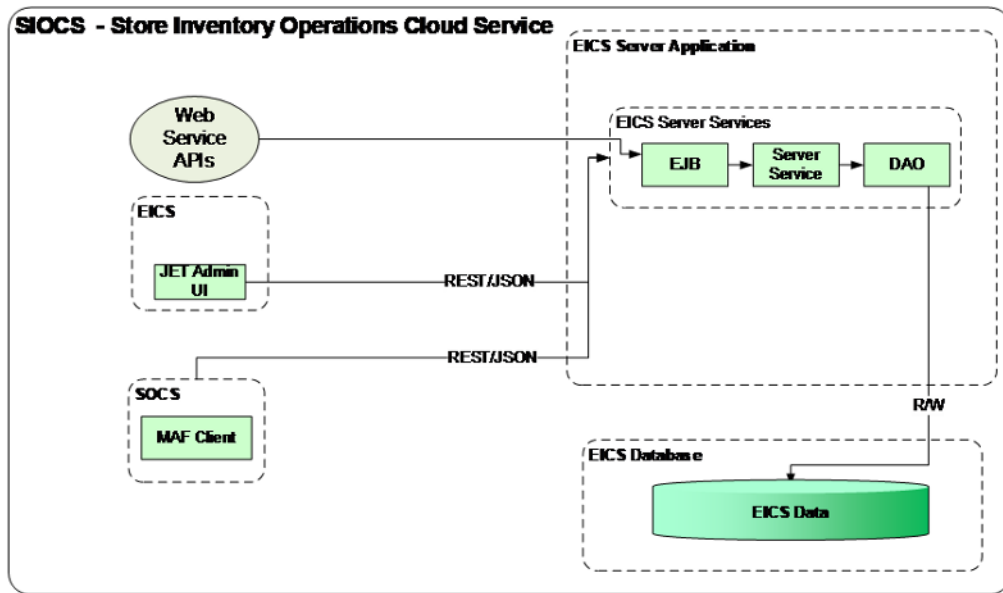 SIOCS - Store Inventory Operations Cloud Service
EICS Server Application
Web
Service
APIs
EICS Server Services
EJB
Server
Service
DAO
EICS
JET Admin
UI
REST/JSON
REST/JSON
SOCS
MAF Client
R/W
EICS Database
EICS Data